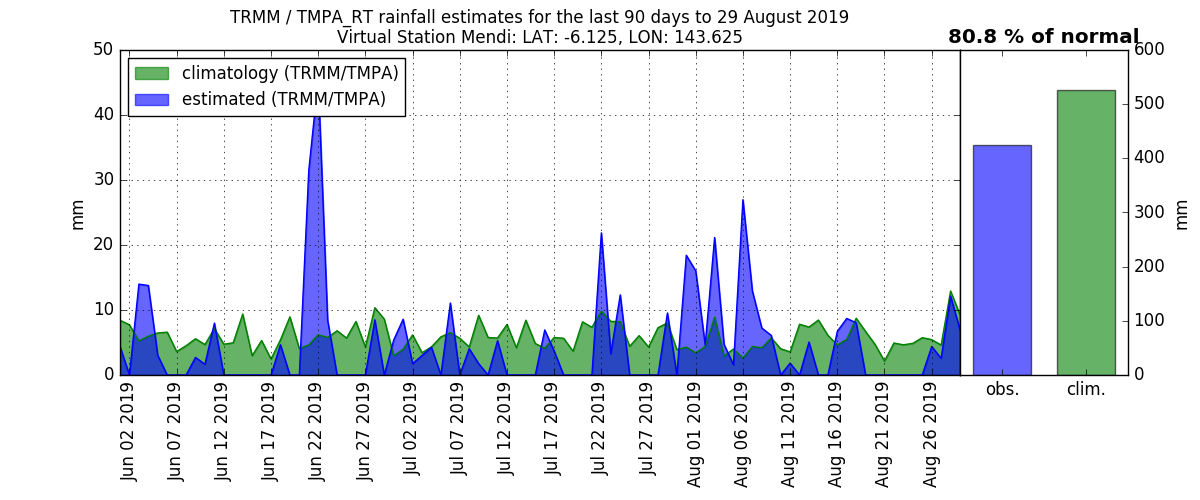 TRMM / TMPA_RT rainfall estimates for the last 90 days to 29 August 2019
Virtual Station Mendi: LAT: -6.125, LON: 143.625
80.8 % of normal
climatology (TRMM/TMPA)
estimated (TRMM/TMPA)
mm
50
40
30
20
10
0
Jun 02 2019
Jun 07 2019
Jun 12 2019
Jun 17 2019
Jun 22 2019
Jun 27 2019
Jul 02 2019
Jul 07 2019
Jul 12 2019
Jul 17 2019
Jul 22 2019
Jul 27 2019
Aug 01 2019
Aug 06 2019
Aug 11 2019
Aug 16 2019
Aug 21 2019
Aug 26 2019
obs.
clim.
600
500
400
300
200
100
0
mm